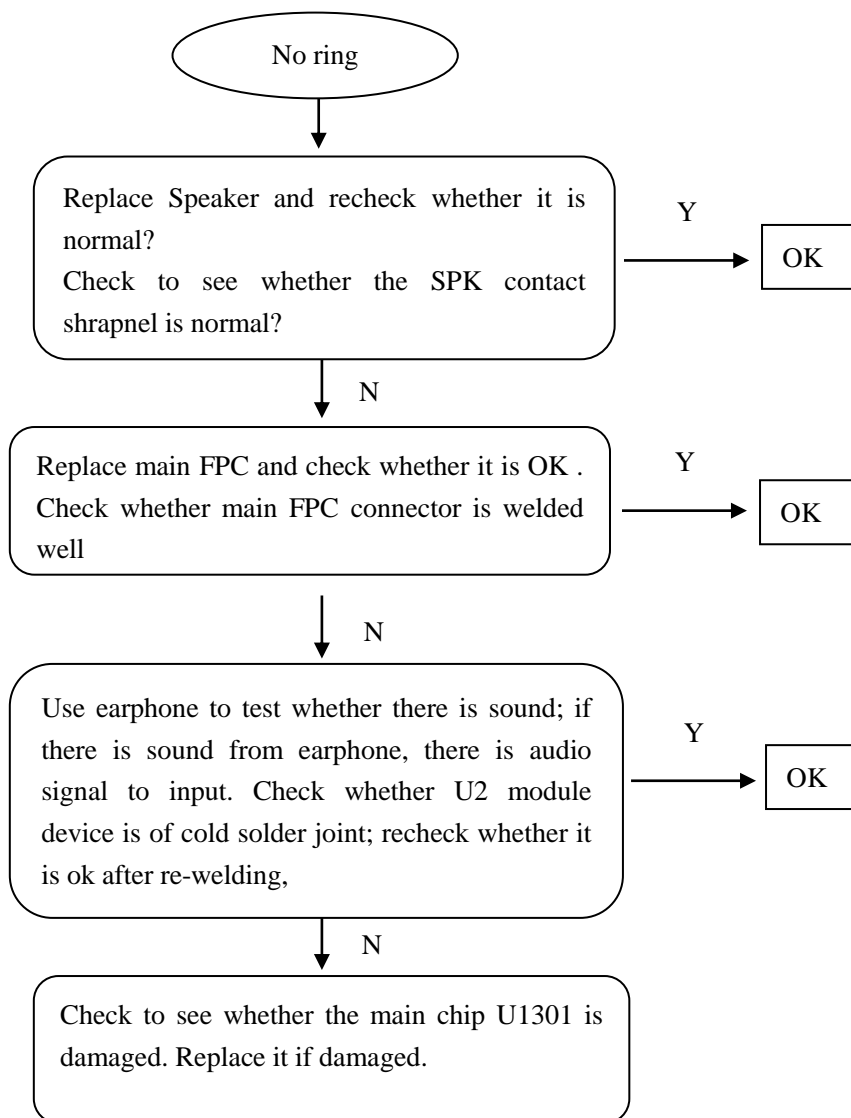 No ring
Replace Speaker and recheck whether it is
normal?
Check to see whether the SPK contact
shrapnel is normal?
Y
OK
N
Replace main FPC and check whether it is OK .
Check whether main FPC connector is welded
well
Y
OK
N
Use earphone to test whether there is sound; if
there is sound from earphone, there is audio
signal to input. Check whether U2 module
device is of cold solder joint; recheck whether it
is ok after re-welding,
Y
OK
N
Check to see whether the main chip U1301 is
damaged. Replace it if damaged.